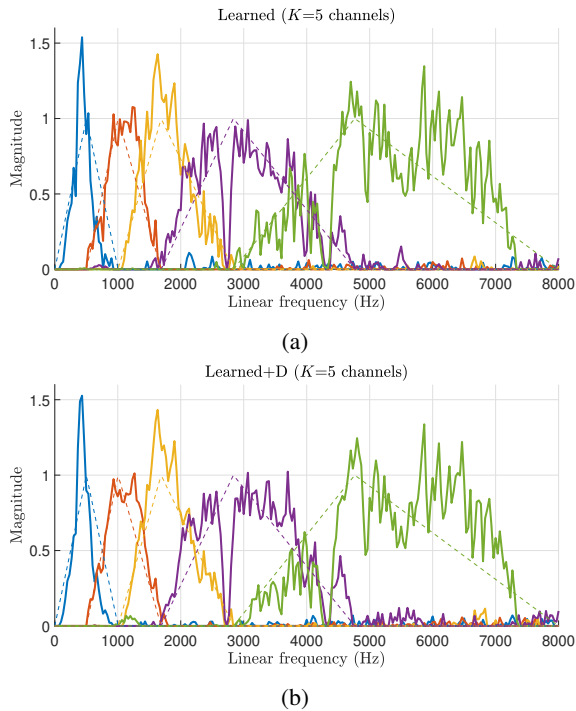 Learned (K=5 channels)
1.5
1
0.5
0
Magnitude
0 1000 2000 3000 4000 5000 6000 7000 8000
Linear frequency (Hz)
(a)
Learned+D (K=5 channels)
1.5
1
0.5
0
Magnitude
0 1000 2000 3000 4000 5000 6000 7000 8000
Linear frequency (Hz)
(b)